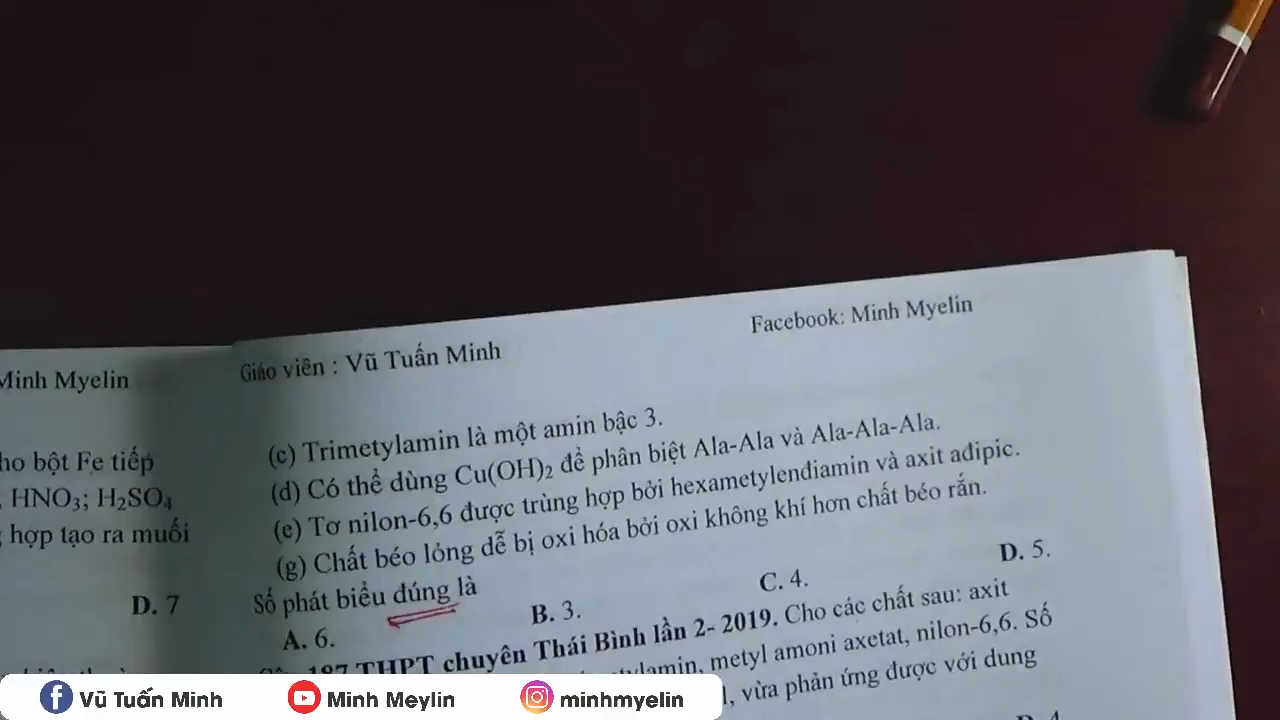 Minh Myelin
ho bột Fe tiếp
HNO3; H2SO4
hợp tạo ra muối
D. 7
Giáo viên : Vũ Tuấn Minh
Facebook: Minh Myelin
(c) Trimetylamin là một amin bậc 3.
(d) Có thể dùng Cu(OH)2 để phân biệt Ala-Ala và Ala-Ala-Ala.
(e) Tơ nilon-6,6 được trùng hợp bởi hexametylendiamin và axit adipic.
(g) Chất béo lỏng dễ bị oxi hóa bởi oxi không khí hơn chất béo rắn.
Số phát biểu đúng là
A. 6. B. 3. C. 4. D. 5.
187 THPT chuyên Thái Bình lần 2- 2019. Cho các chất sau: axit
metyl amoni axetat, nilon-6,6. Số
vừa phản ứng được với dung
Vũ Tuấn Minh
Minh Meylin
minhmyelin